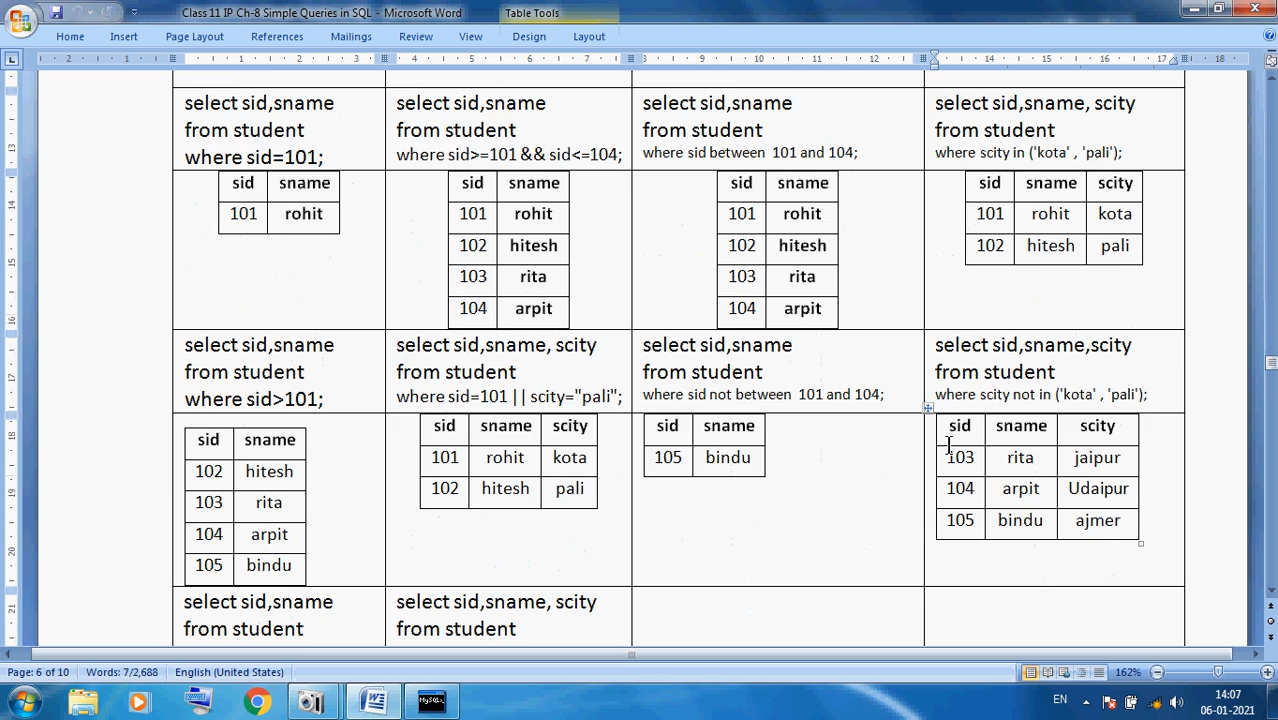 Class 11 IP Ch-8 Simple Queries in SQL - Microsoft Word
Table Tools
Home Insert Page Layout References Mailings Review View Design Layout
select sid,sname
from student
where sid=101;
sid sname
101 rohit
select sid,sname
from student
where sid>=101 && sid<=104;
sid sname
101 rohit
102 hitesh
103 rita
104 arpit
select sid,sname
from student
where sid between 101 and 104;
sid sname
101 rohit
102 hitesh
103 rita
104 arpit
select sid,sname, scity
from student
where scity in ('kota' , 'pali');
sid sname scity
101 rohit kota
102 hitesh pali
select sid,sname
from student
where sid>101;
sid sname
102 hitesh
103 rita
104 arpit
105 bindu
select sid,sname, scity
from student
where sid=101 || scity="pali";
sid sname scity
101 rohit kota
102 hitesh pali
select sid,sname
from student
where sid not between 101 and 104;
sid sname
105 bindu
select sid,sname,scity
from student
where scity not in ('kota' , 'pali');
sid sname scity
103 rita jaipur
104 arpit Udaipur
105 bindu ajmer
select sid,sname
from student
select sid,sname, scity
from student
Page: 6 of 10 Words: 7/2,688 English (United States) 162%
EN 14:07
06-01-2021